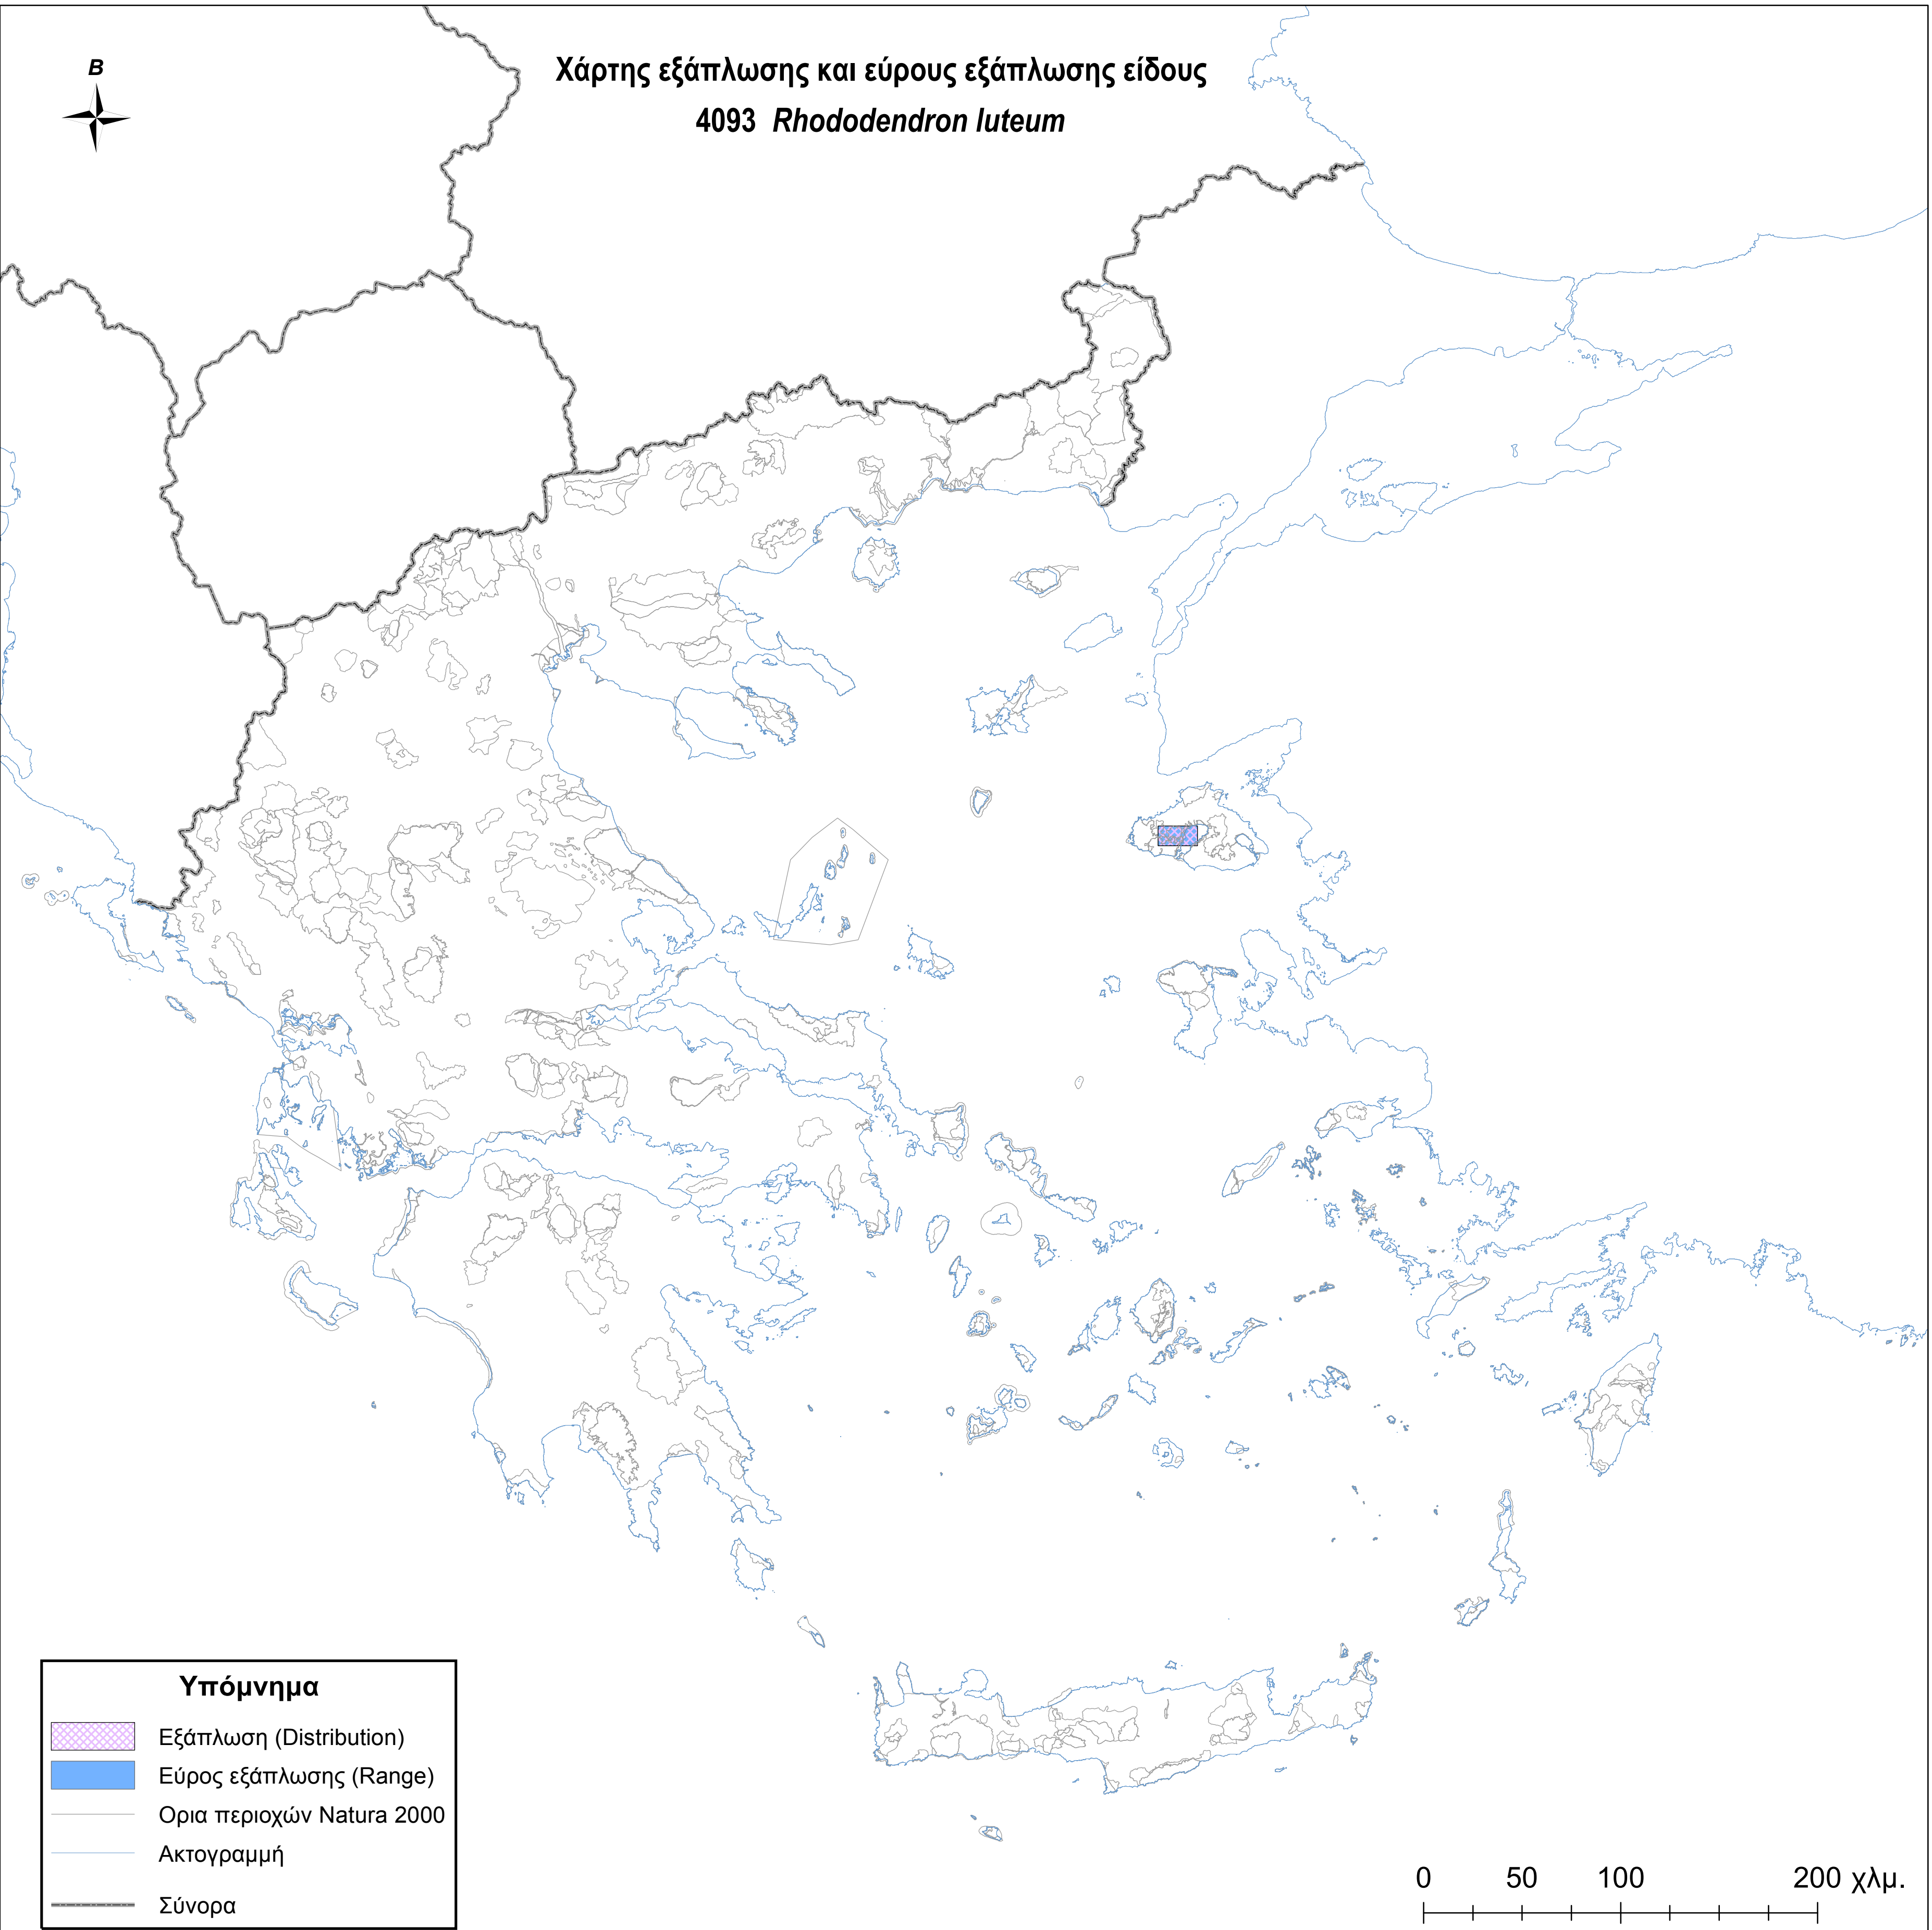 B
Χάρτης εξάπλωσης και εύρους εξάπλωσης είδους
4093 Rhododendron luteum
Υπόμνημα
Εξάπλωση (Distribution)
Εύρος εξάπλωσης (Range)
Ορια περιοχών Natura 2000
Ακτογραμμή
Σύνορα
0 50 100 200 χλμ.